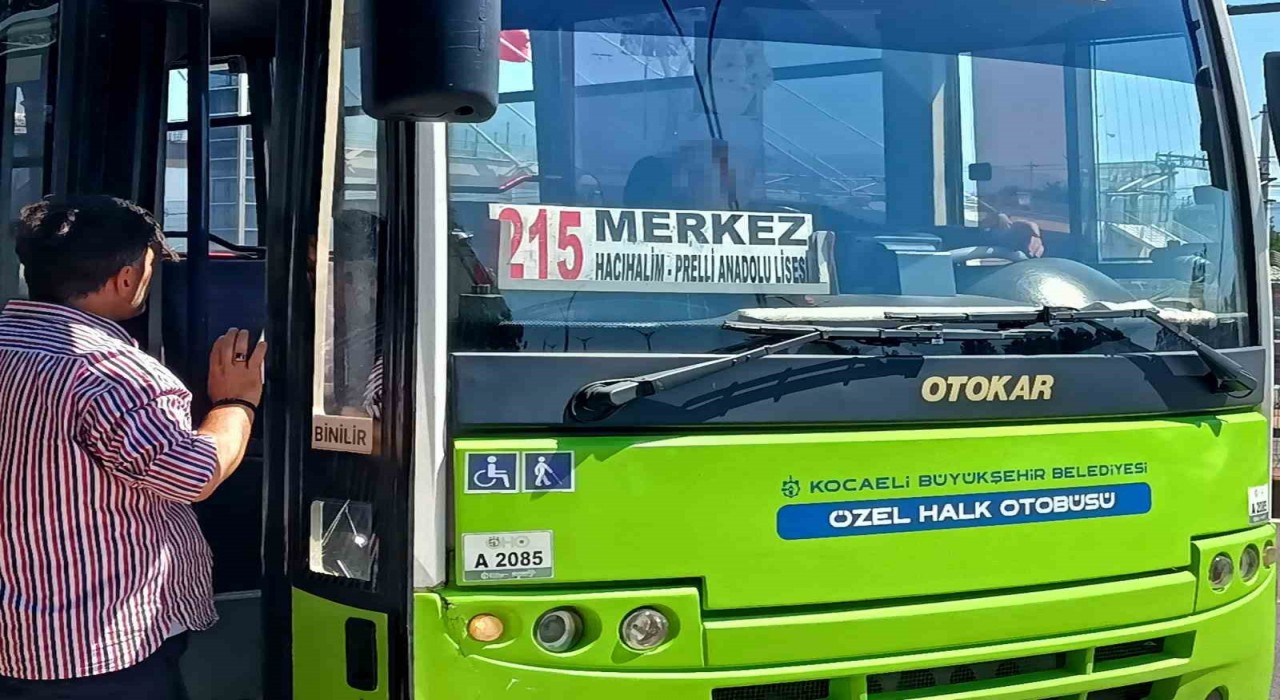 215 MERKEZ
HACIHALİM - PRELLİ ANADOLU LİSESİ
OTOKAR
BİNİLİR
KOCAELİ BÜYÜKŞEHİR BELEDİYESİ
ÖZEL HALK OTOBÜSÜ
A 2085
A 2085